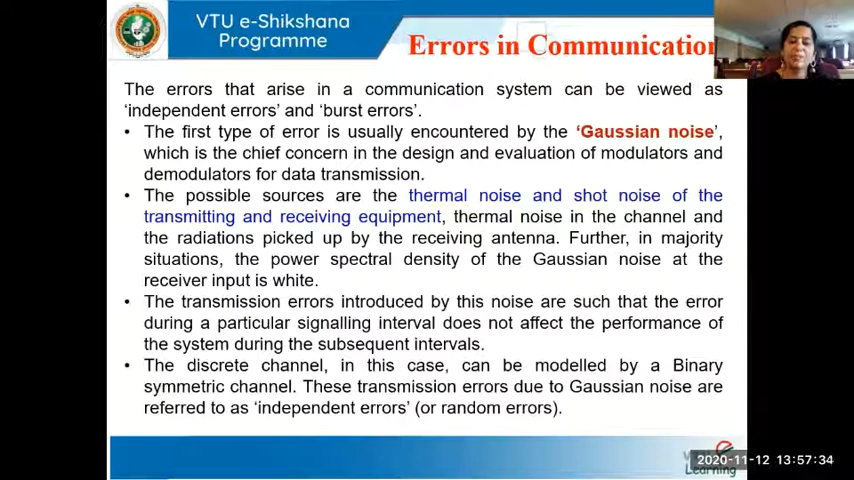 VTU e-Shikshana
Programme
Errors in Communication
The errors that arise in a communication system can be viewed as
‘independent errors’ and ‘burst errors’.
• The first type of error is usually encountered by the ‘Gaussian noise’,
which is the chief concern in the design and evaluation of modulators and
demodulators for data transmission.
• The possible sources are the thermal noise and shot noise of the
transmitting and receiving equipment, thermal noise in the channel and
the radiations picked up by the receiving antenna. Further, in majority
situations, the power spectral density of the Gaussian noise at the
receiver input is white.
• The transmission errors introduced by this noise are such that the error
during a particular signalling interval does not affect the performance of
the system during the subsequent intervals.
• The discrete channel, in this case, can be modelled by a Binary
symmetric channel. These transmission errors due to Gaussian noise are
referred to as ‘independent errors’ (or random errors).
2020-11-12 13:57:34
Learning